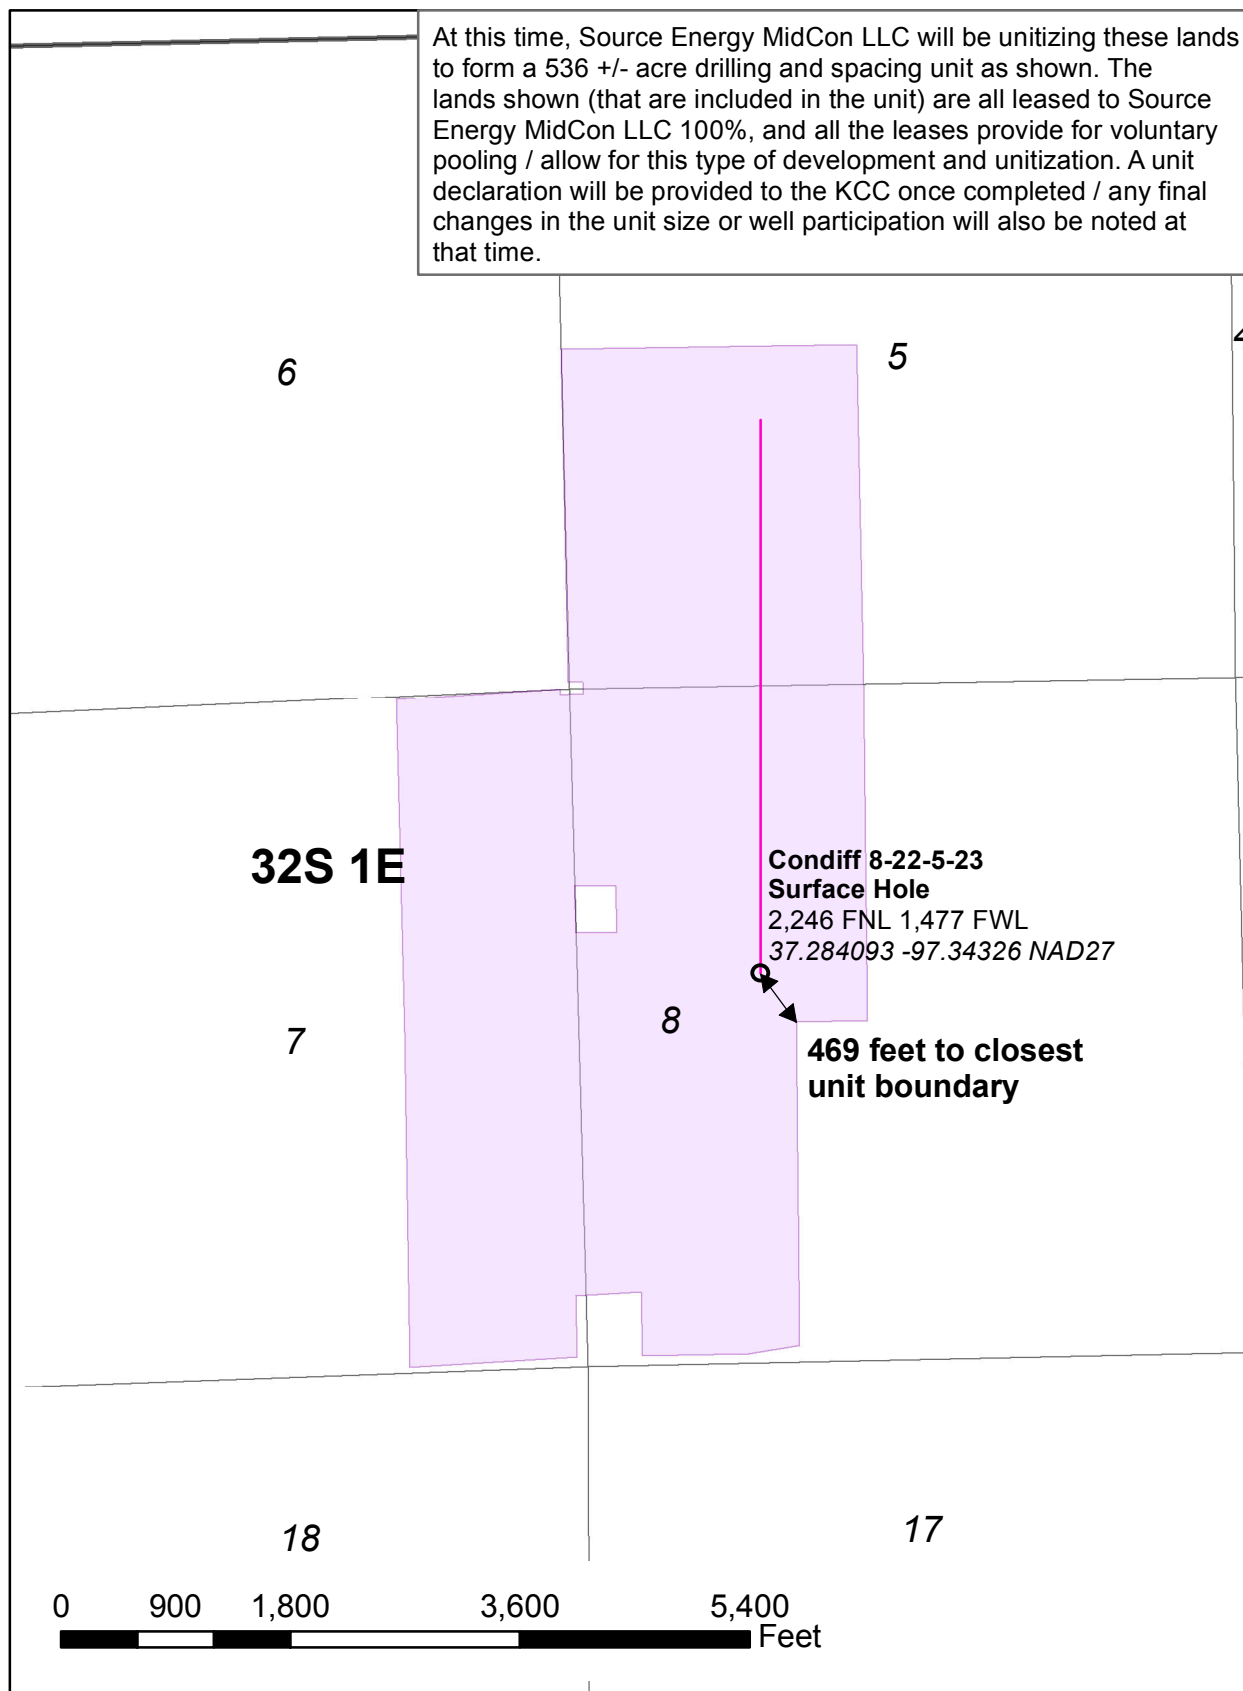 At this time, Source Energy MidCon LLC will be unitizing these lands
to form a 536 +/- acre drilling and spacing unit as shown. The
lands shown (that are included in the unit) are all leased to Source
Energy MidCon LLC 100%, and all the leases provide for voluntary
pooling / allow for this type of development and unitization. A unit
declaration will be provided to the KCC once completed / any final
changes in the unit size or well participation will also be noted at
that time.
6
5
32S 1E
Condiff 8-22-5-23
Surface Hole
2,246 FNL 1,477 FWL
37.284093 -97.34326 NAD27
7
8
469 feet to closest
unit boundary
18
17
0 900 1,800 3,600 5,400
Feet